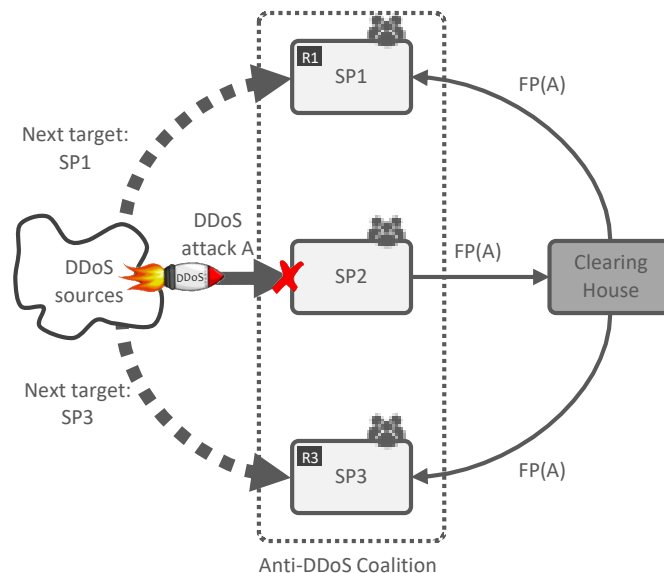 R1
SP1
FP(A)
Next target:
SP1
DDoS
attack A
DDoS
sources
DDoS
SP2
FP(A)
Clearing
House
Next target:
SP3
R3
SP3
FP(A)
Anti-DDoS Coalition